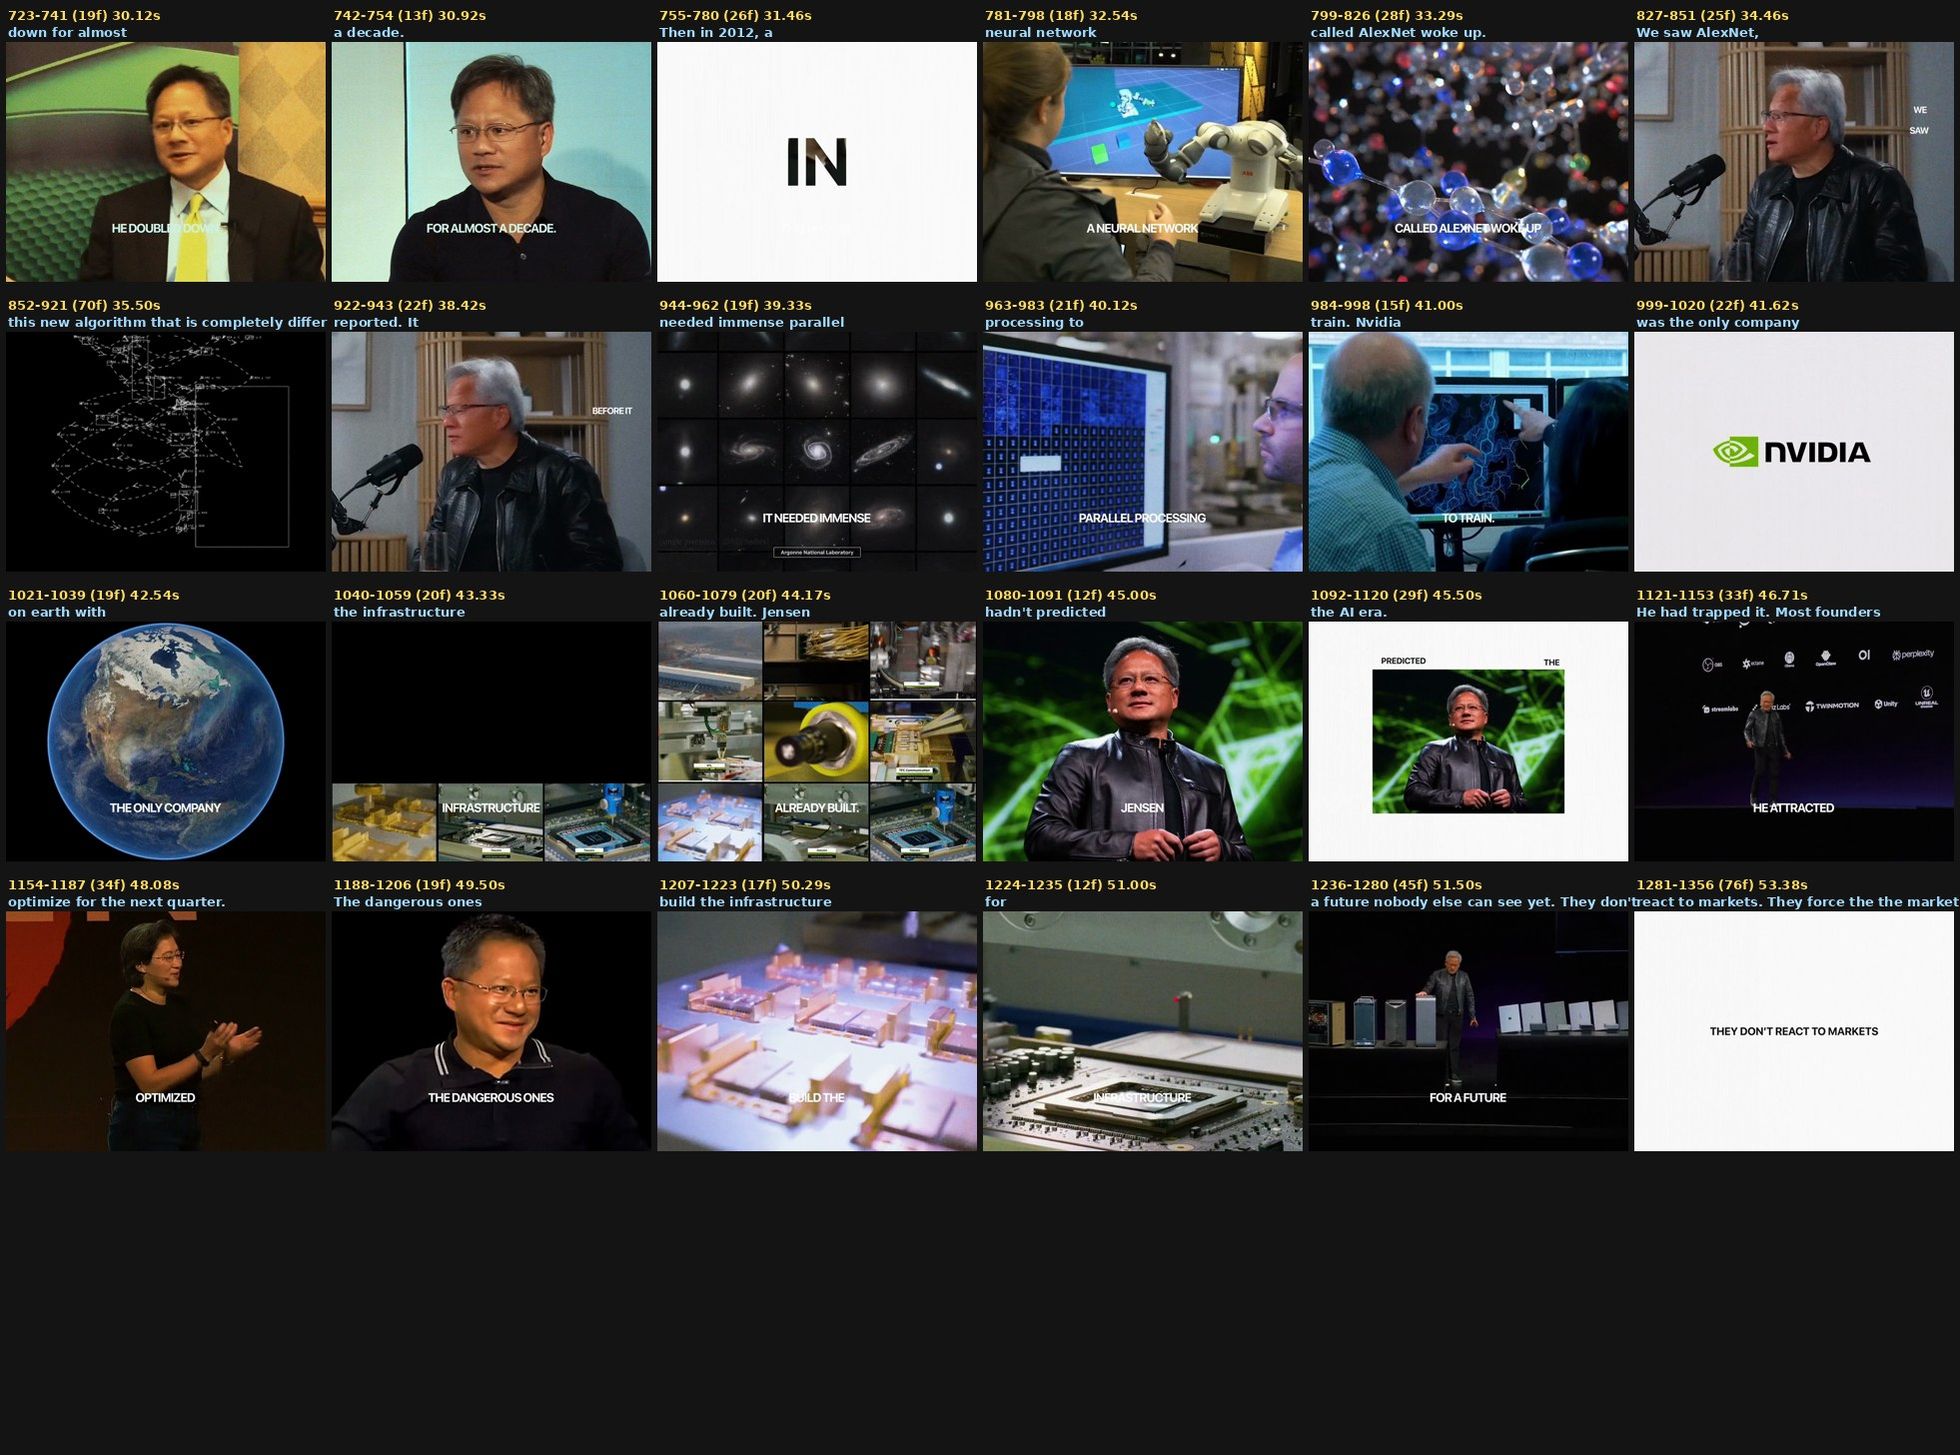 723-741 (19f) 30.12s
down for almost
HE DOUBLED DOWN
742-754 (13f) 30.92s
a decade.
FOR ALMOST A DECADE.
755-780 (26f) 31.46s
Then in 2012, a
IN
781-798 (18f) 32.54s
neural network
A NEURAL NETWORK
799-826 (28f) 33.29s
called AlexNet woke up.
CALLED ALEXNET WOKE UP
827-851 (25f) 34.46s
We saw AlexNet,
WE
SAW
852-921 (70f) 35.50s
this new algorithm that is completely differ
922-943 (22f) 38.42s
reported. It
BEFORE IT
944-962 (19f) 39.33s
needed immense parallel
IT NEEDED IMMENSE
Argonne National Laboratory
963-983 (21f) 40.12s
processing to
PARALLEL PROCESSING
984-998 (15f) 41.00s
train. Nvidia
TO TRAIN.
999-1020 (22f) 41.62s
was the only company
NVIDIA
1021-1039 (19f) 42.54s
on earth with
THE ONLY COMPANY
1040-1059 (20f) 43.33s
the infrastructure
INFRASTRUCTURE
1060-1079 (20f) 44.17s
already built. Jensen
ALREADY BUILT.
1080-1091 (12f) 45.00s
hadn't predicted
JENSEN
1092-1120 (29f) 45.50s
the AI era.
PREDICTED THE
1121-1153 (33f) 46.71s
He had trapped it. Most founders
OBS
OpenClaw
perplexity
streamlabs
TWINMOTION
Unity
UNREAL
HE ATTRACTED
1154-1187 (34f) 48.08s
optimize for the next quarter.
OPTIMIZED
1188-1206 (19f) 49.50s
The dangerous ones
THE DANGEROUS ONES
1207-1223 (17f) 50.29s
build the infrastructure
BUILD THE
1224-1235 (12f) 51.00s
for
INFRASTRUCTURE
1236-1280 (45f) 51.50s
a future nobody else can see yet. They don't
FOR A FUTURE
1281-1356 (76f) 53.38s
react to markets. They force the the market
THEY DON'T REACT TO MARKETS